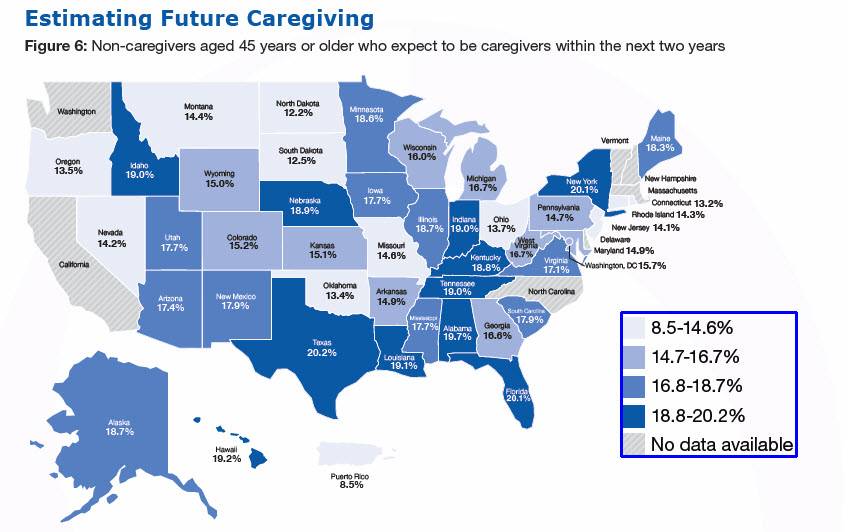 Estimating Future Caregiving
Figure 6: Non-caregivers aged 45 years or older who expect to be caregivers within the next two years
Washington
Montana
14.4%
North Dakota
12.2%
Minnasota
18.6%
Vermont
Maine
18.3%
Oregon
13.5%
Idaho
19.0%
Wyoming
15.0%
South Dakota
12.5%
Wisconsin
16.0%
Michigan
16.7%
New York
20.1%
New Hampshire
Massachusetts
Connecticut 13.2%
Rhode Island 14.3%
New Jersey 14.1%
Delaware
Maryland 14.9%
Washington, DC 15.7%
Nevada
14.2%
Utah
17.7%
Colorado
15.2%
Nebraska
18.9%
Kansas
15.1%
Iowa
17.7%
Missouri
14.6%
Illinois
18.7%
Indiana
19.0%
Ohio
13.7%
Pennsylvania
14.7%
West
Virginia
16.7%
Virginia
17.1%
Kentucky
18.8%
California
Arizona
17.4%
New Mexico
17.9%
Oklahoma
13.4%
Arkansas
14.9%
Tennessee
19.0%
North Carolina
South Carolina
17.9%
Texas
20.2%
Louisiana
19.1%
Mississippi
17.7%
Alabama
19.7%
Georgia
16.6%
Florida
20.1%
Alaska
18.7%
Hawaii
19.2%
Puerto Rico
8.5%
8.5-14.6%
14.7-16.7%
16.8-18.7%
18.8-20.2%
No data available